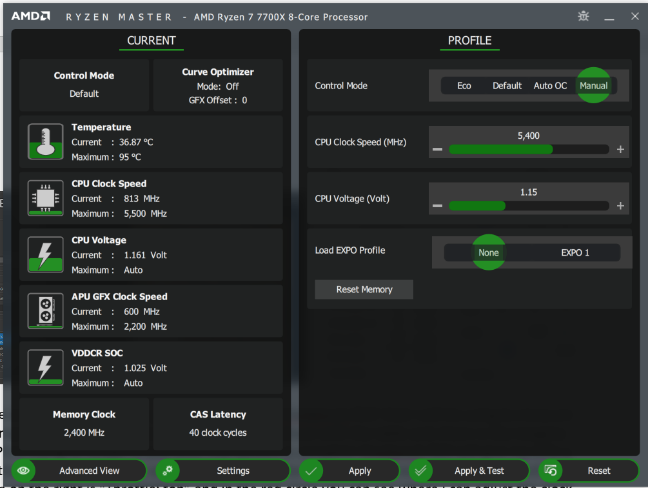 AMD RYZEN MASTER - AMD Ryzen 7 7700X 8-Core Processor
CURRENT
Control Mode
Default
Curve Optimizer
Mode: Off
GFX Offset : 0
Temperature
Current : 36.87 °C
Maximum : 95 °C
CPU Clock Speed
Current : 813 MHz
Maximum : 5,500 MHz
CPU Voltage
Current : 1.161 Volt
Maximum : Auto
APU GFX Clock Speed
Current : 600 MHz
Maximum : 2,200 MHz
VDDCR SOC
Current : 1.025 Volt
Maximum : Auto
Memory Clock
2,400 MHz
CAS Latency
40 clock cycles
PROFILE
Control Mode
Eco Default Auto OC Manual
CPU Clock Speed (MHz)
5,400
CPU Voltage (Volt)
1.15
Load EXPO Profile
None EXPO 1
Reset Memory
Advanced View Settings Apply Apply & Test Reset